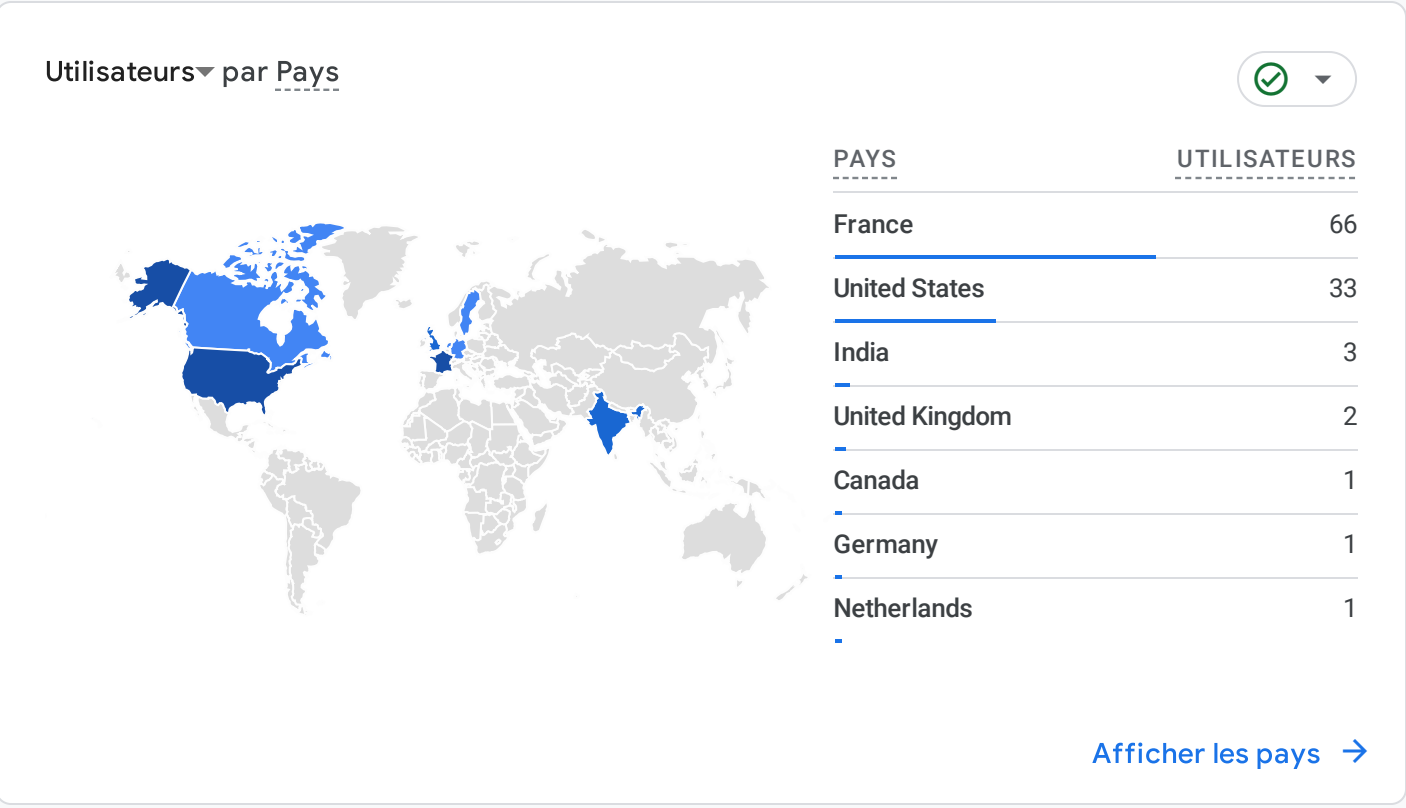 Utilisateurs par Pays
PAYS UTILISATEURS
France 66
United States 33
India 3
United Kingdom 2
Canada 1
Germany 1
Netherlands 1
Afficher les pays